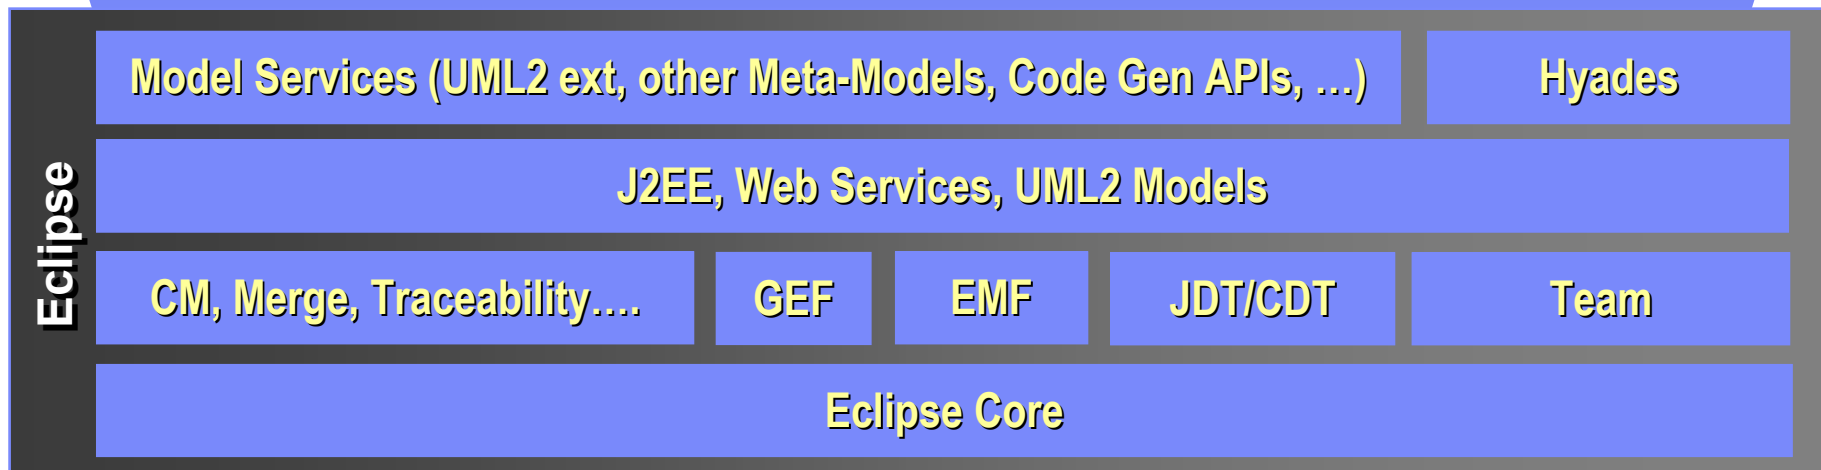 Model Services (UML2 ext, other Meta-Models, Code Gen APIs, …)
Hyades
J2EE, Web Services, UML2 Models
Eclipse
CM, Merge, Traceability….
GEF
EMF
JDT/CDT
Team
Eclipse Core